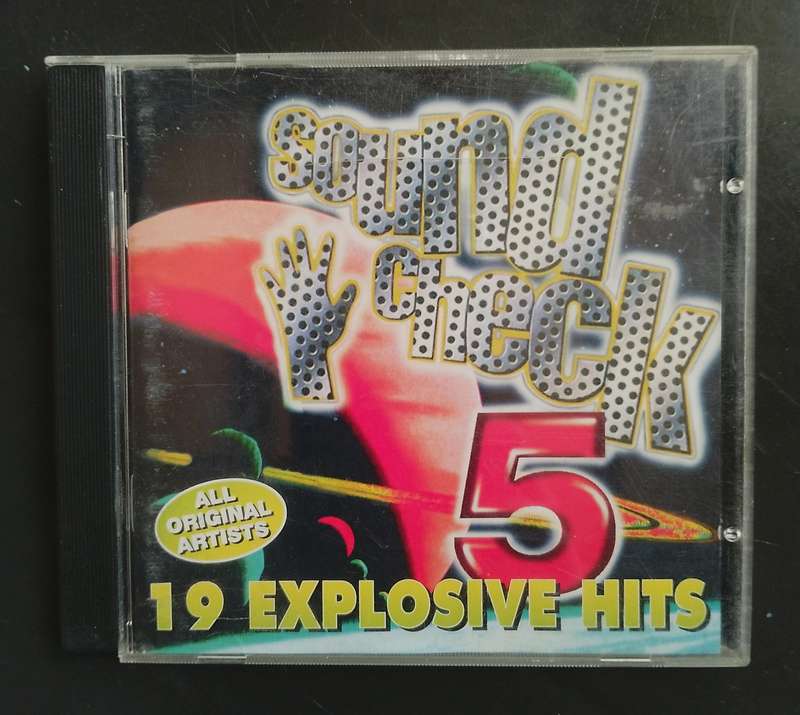 sound
check
5
ALL
ORIGINAL
ARTISTS
19 EXPLOSIVE HITS